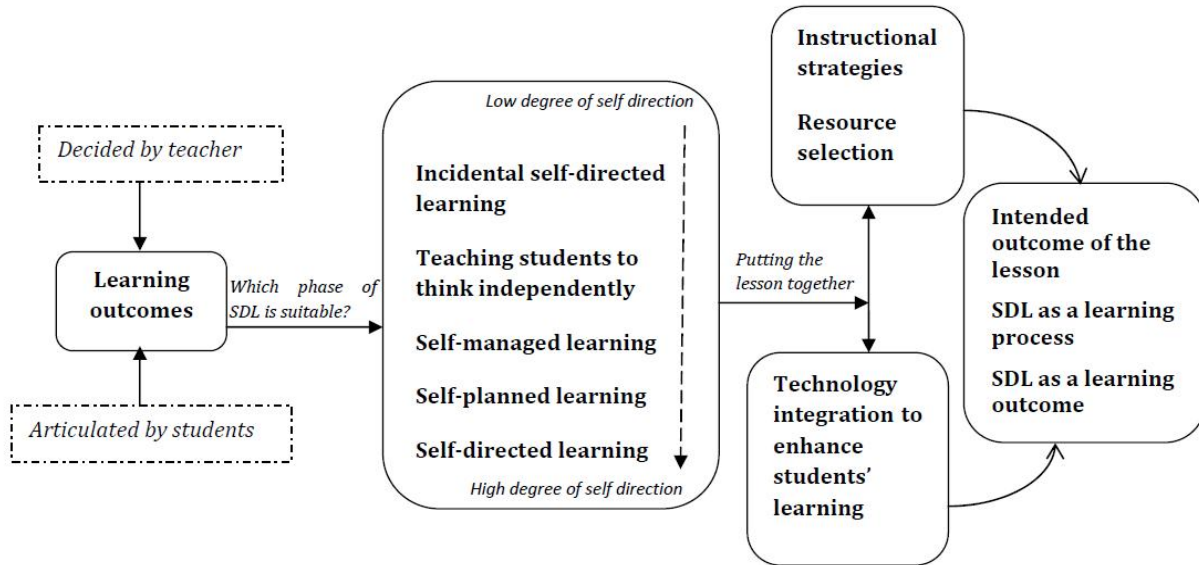 Decided by teacher
Learning
outcomes
Articulated by students
Which phase of
SDL is suitable?
Low degree of self direction
Incidental self-directed
learning
Teaching students to
think independently
Self-managed learning
Self-planned learning
Self-directed learning
High degree of self direction
Putting the
lesson together
Instructional
strategies
Resource
selection
Technology
integration to
enhance
students’
learning
Intended
outcome of the
lesson
SDL as a learning
process
SDL as a learning
outcome